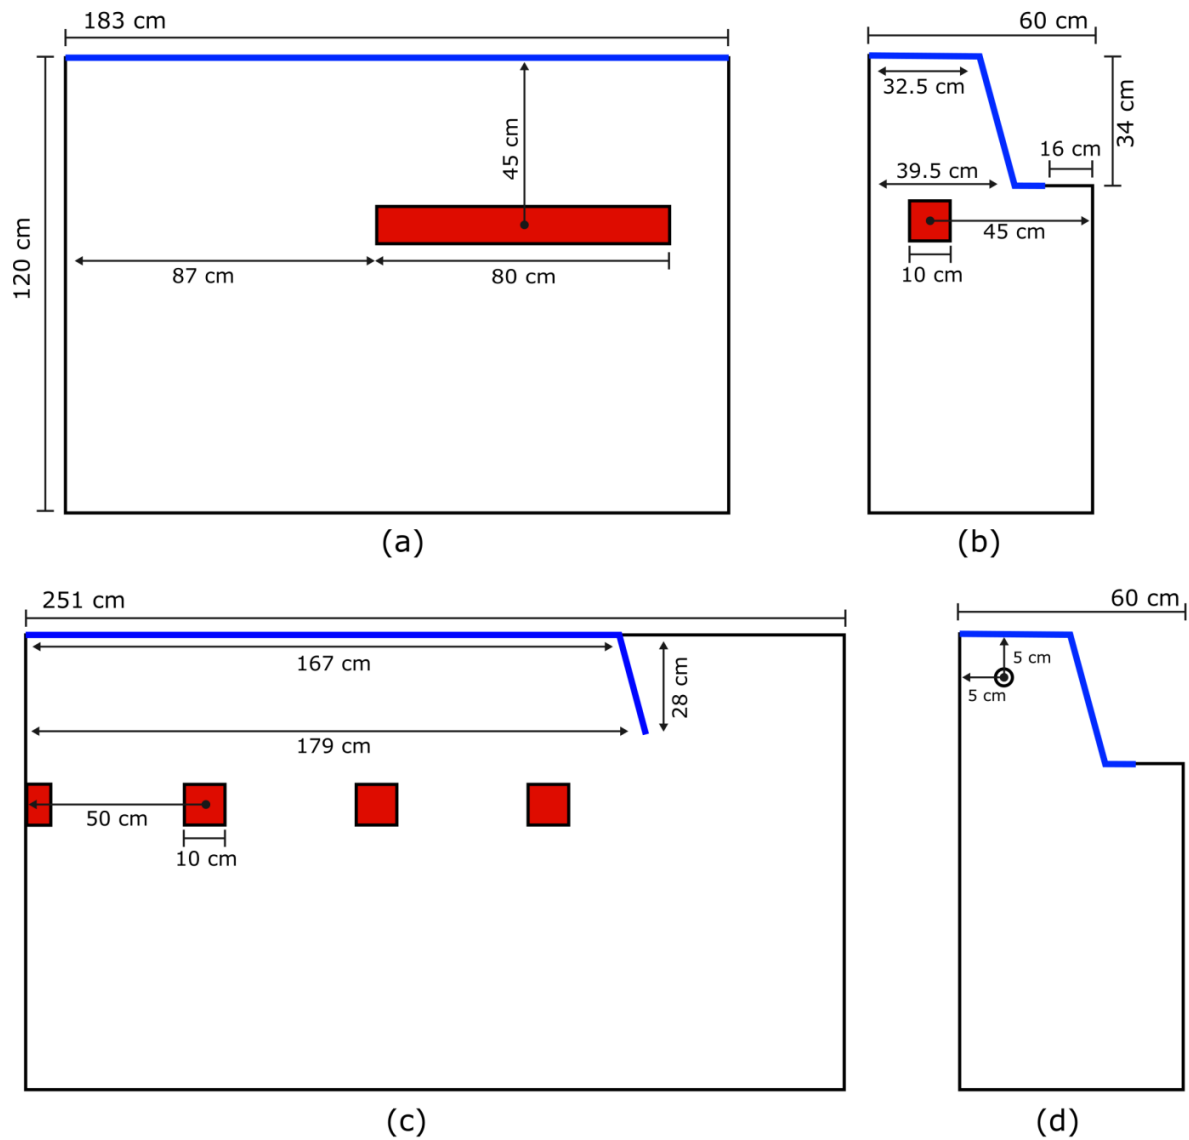 183 cm
120 cm
45 cm
87 cm
80 cm
(a)
60 cm
32.5 cm
34 cm
16 cm
39.5 cm
45 cm
10 cm
(b)
251 cm
167 cm
28 cm
179 cm
50 cm
10 cm
(c)
60 cm
5 cm
5 cm
(d)